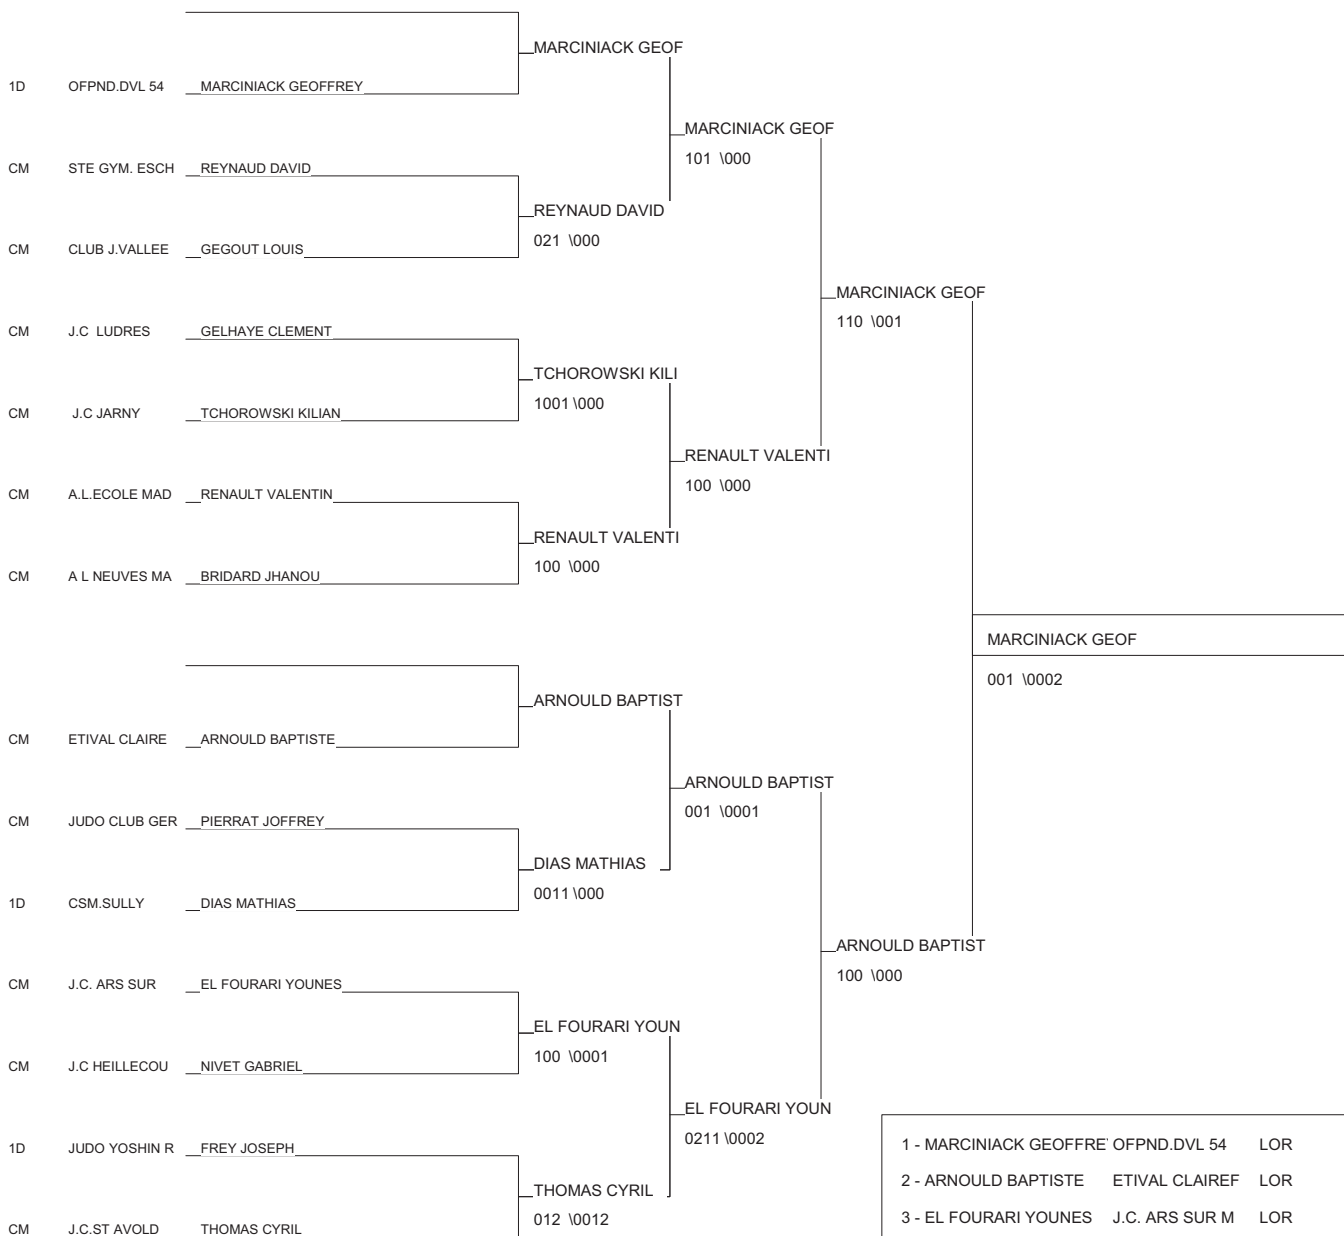 MARCINIACK GEOF
1D OFPND.DVL 54 MARCINIACK GEOFFREY
MARCINIACK GEOF
101 \000
CM STE GYM. ESCH REYNAUD DAVID
REYNAUD DAVID
021 \000
CM CLUB J.VALLEE GEGOUT LOUIS
MARCINIACK GEOF
110 \001
CM J.C LUDRES GELHAYE CLEMENT
TCHOROWSKI KILI
1001 \000
CM J.C JARNY TCHOROWSKI KILIAN
RENAULT VALENTI
100 \000
CM A.L.ECOLE MAD RENAULT VALENTIN
RENAULT VALENTI
100 \000
CM A L NEUVES MA BRIDARD JHANOU
MARCINIACK GEOF
001 \0002
ARNOULD BAPTIST
CM ETIVAL CLAIRE ARNOULD BAPTISTE
ARNOULD BAPTIST
001 \0001
CM JUDO CLUB GER PIERRAT JOFFREY
DIAS MATHIAS
0011 \000
1D CSM.SULLY DIAS MATHIAS
ARNOULD BAPTIST
100 \000
CM J.C. ARS SUR EL FOURARI YOUNES
EL FOURARI YOUN
100 \0001
CM J.C HEILLECOU NIVET GABRIEL
EL FOURARI YOUN
0211 \0002
1D JUDO YOSHIN R FREY JOSEPH
THOMAS CYRIL
012 \0012
CM J.C.ST AVOLD THOMAS CYRIL
1 - MARCINIACK GEOFFRE OFPND.DVL 54 LOR
2 - ARNOULD BAPTISTE ETIVAL CLAIREF LOR
3 - EL FOURARI YOUNES J.C. ARS SUR M LOR